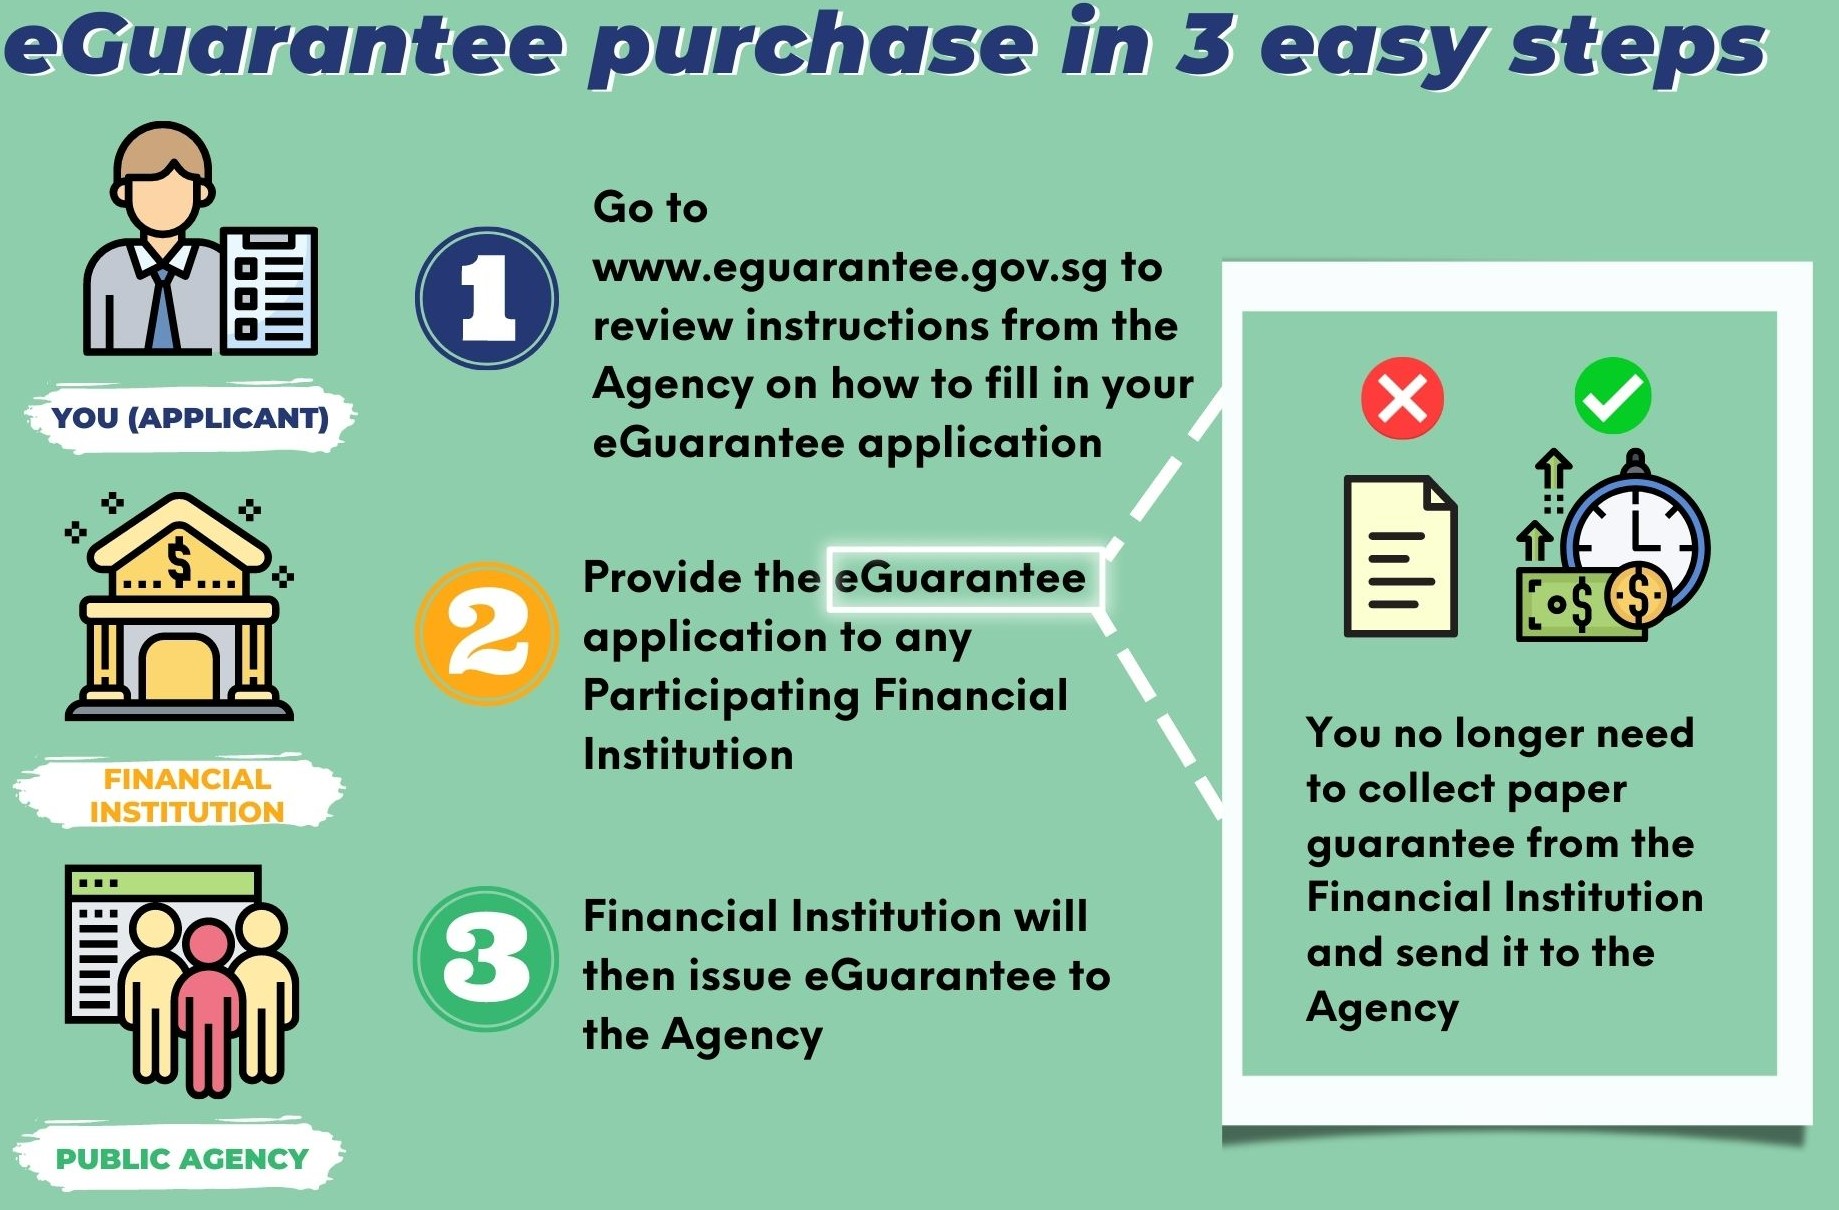 eGuarantee purchase in 3 easy steps
YOU (APPLICANT)
1
Go to
www.eguarantee.gov.sg to
review instructions from the
Agency on how to fill in your
eGuarantee application
$
FINANCIAL
INSTITUTION
2
Provide the eGuarantee
application to any
Participating Financial
Institution
PUBLIC AGENCY
3
Financial Institution will
then issue eGuarantee to
the Agency
$
$
You no longer need
to collect paper
guarantee from the
Financial Institution
and send it to the
Agency